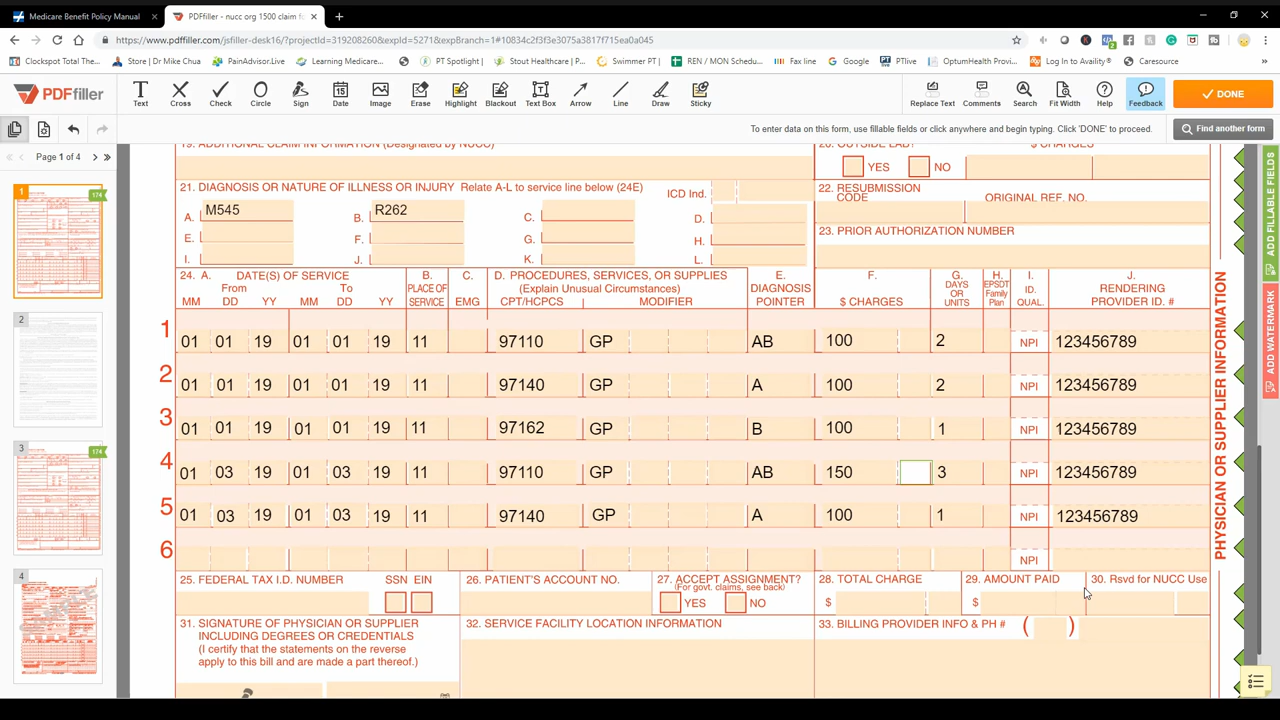 Medicare Benefit Policy Manual
PDFfiller - nucc org 1500 claim fo
https://www.pdffiller.com/jsfiller-desk16/?projectId=319208260&expId=5271&expBranch=1#10834c2f3f3e3075a3817f715ea0a045
Clockspot Total The...
Store | Dr Mike Chua
PainAdvisor.Live
Learning Medicare...
PT Spotlight
Stout Healthcare | P...
Swimmer PT |
REN / MON Schedu...
Fax line
Google
PTlive
OptumHealth Provi...
Log In to Availity®
Caresource
PDFfiller
Text
Cross
Check
Circle
Sign
Date
Image
Erase
Highlight
Blackout
Text Box
Arrow
Line
Draw
Sticky
Replace Text
Comments
Search
Fit Width
Help
Feedback
DONE
To enter data on this form, use fillable fields or click anywhere and begin typing. Click 'DONE' to proceed.
Find another form
Page 1 of 4
1
174
2
3
174
4
19. ADDITIONAL CLAIM INFORMATION (Designated by NUCC)
20. OUTSIDE LAB? $ CHARGES
YES NO
21. DIAGNOSIS OR NATURE OF ILLNESS OR INJURY Relate A-L to service line below (24E)
ICD Ind.
22. RESUBMISSION CODE
ORIGINAL REF. NO.
A. M545 B. R262 C. D.
E. F. G. H.
I. J. K. L.
23. PRIOR AUTHORIZATION NUMBER
24. A. DATE(S) OF SERVICE B. C. D. PROCEDURES, SERVICES, OR SUPPLIES E. F. G. H. I. J.
From To PLACE OF (Explain Unusual Circumstances) DIAGNOSIS DAYS OR EPSDT Family ID. RENDERING
MM DD YY MM DD YY SERVICE EMG CPT/HCPCS MODIFIER POINTER $ CHARGES UNITS Plan QUAL. PROVIDER ID. #
1 01 01 19 01 01 19 11 97110 GP AB 100 2 NPI 123456789
2 01 01 19 01 01 19 11 97140 GP A 100 2 NPI 123456789
3 01 01 19 01 01 19 11 97162 GP B 100 1 NPI 123456789
4 01 03 19 01 03 19 11 97110 GP AB 150 3 NPI 123456789
5 01 03 19 01 03 19 11 97140 GP A 100 1 NPI 123456789
6 NPI
25. FEDERAL TAX I.D. NUMBER SSN EIN
26. PATIENT'S ACCOUNT NO.
27. ACCEPT ASSIGNMENT?
(For govt. claims, see back)
YES NO
28. TOTAL CHARGE
$
29. AMOUNT PAID
$
30. Rsvd for NUCC Use
31. SIGNATURE OF PHYSICIAN OR SUPPLIER
INCLUDING DEGREES OR CREDENTIALS
(I certify that the statements on the reverse
apply to this bill and are made a part thereof.)
32. SERVICE FACILITY LOCATION INFORMATION
33. BILLING PROVIDER INFO & PH # ( )
PHYSICIAN OR SUPPLIER INFORMATION
ADD FILLABLE FIELDS
ADD WATERMARK